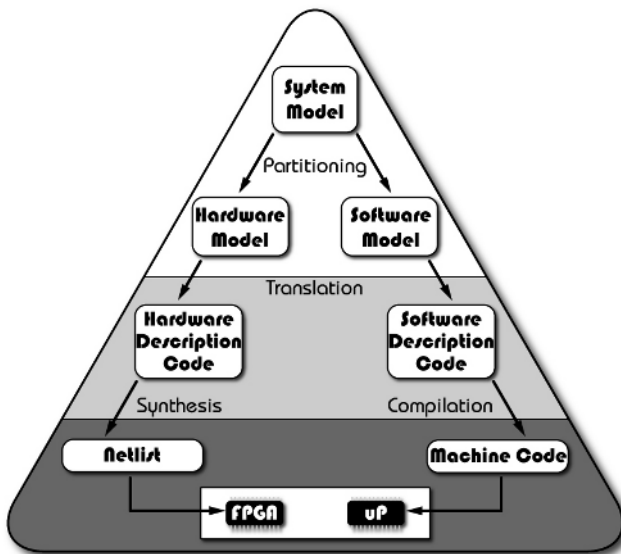 System
Model
Partitioning
Hardware
Model
Software
Model
Translation
Hardware
Description
Code
Software
Description
Code
Synthesis
Compilation
Netlist
Machine Code
FPGA
uP